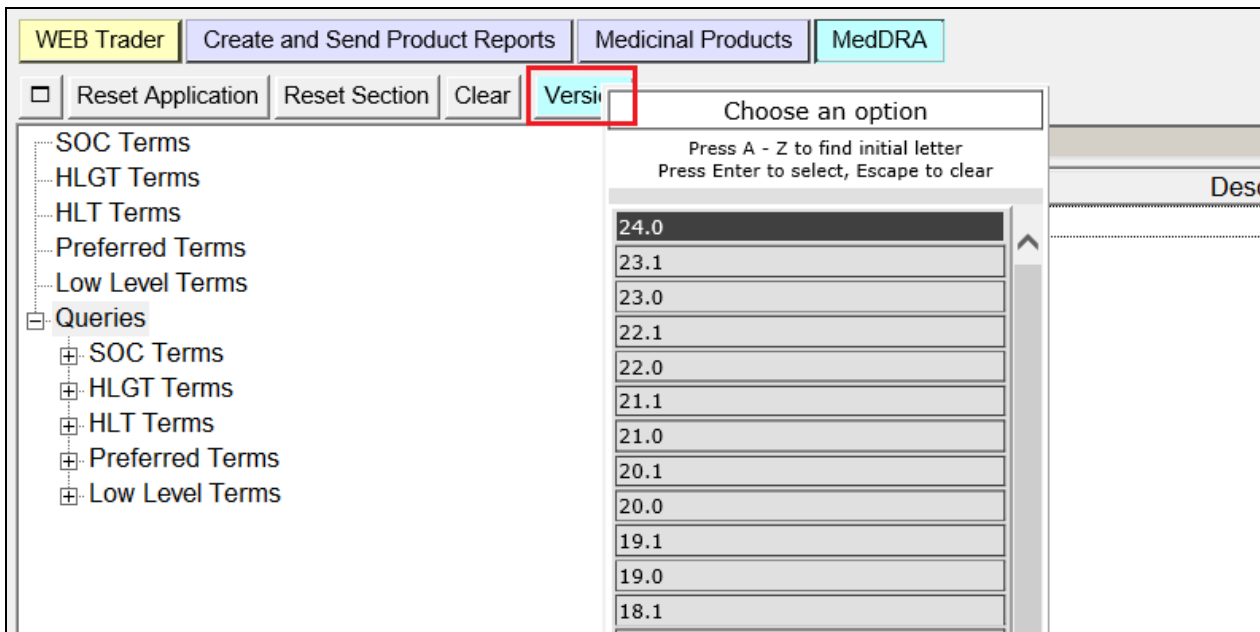 WEB Trader Create and Send Product Reports Medicinal Products MedDRA
Reset Application Reset Section Clear
Choose an option
Press A - Z to find initial letter
Press Enter to select, Escape to clear
SOC Terms
HLGT Terms
HLT Terms
Preferred Terms
Low Level Terms
Queries
SOC Terms
HLGT Terms
HLT Terms
Preferred Terms
Low Level Terms
24.0
23.1
23.0
22.1
22.0
21.1
21.0
20.1
20.0
19.1
19.0
18.1